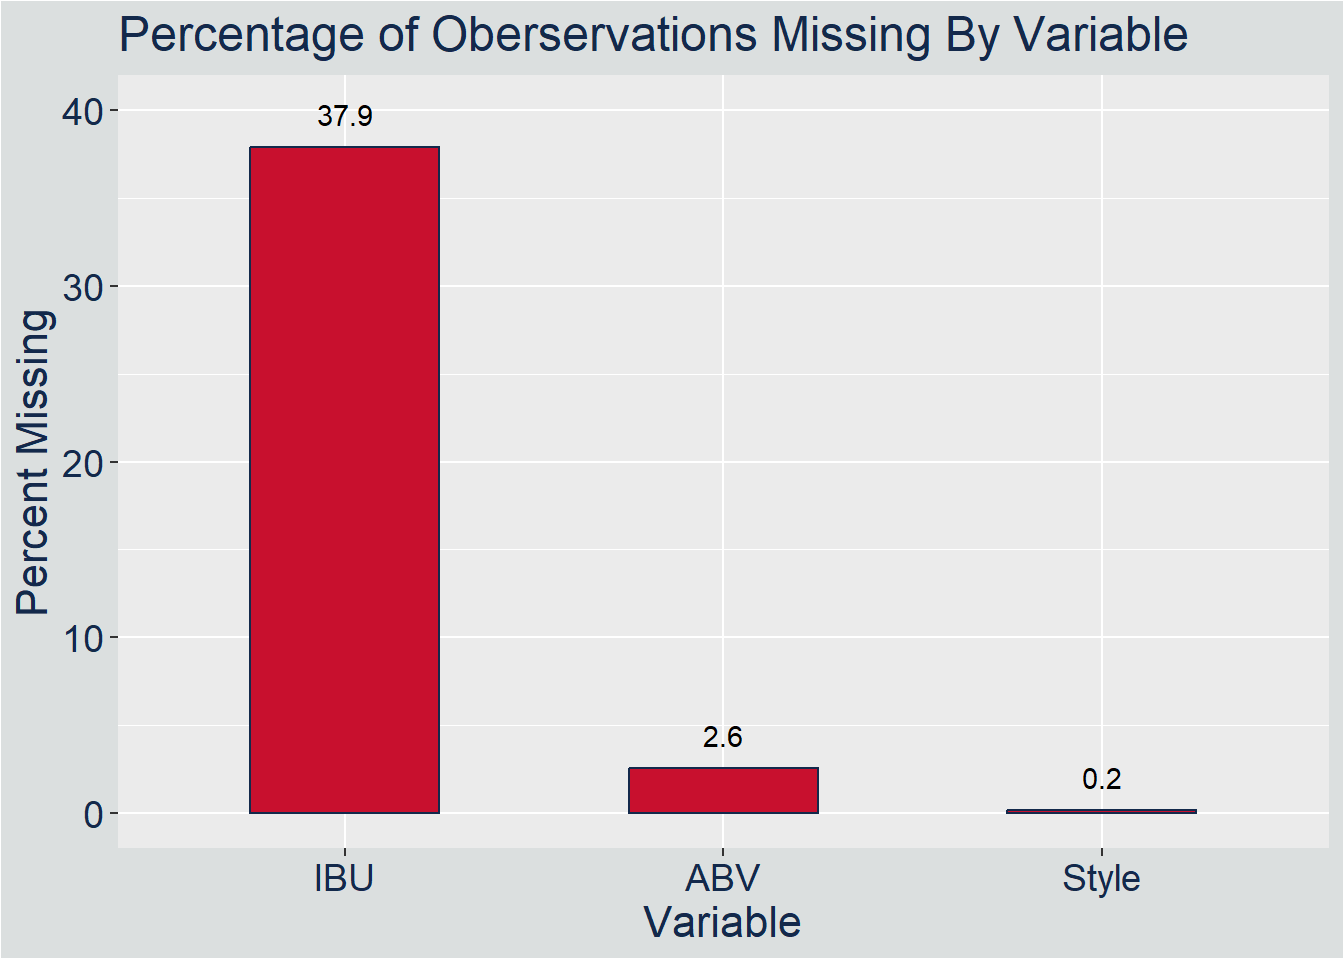 Percentage of Oberservations Missing By Variable
40
37.9
30
20
10
2.6
0.2
0
Percent Missing
IBU
ABV
Style
Variable